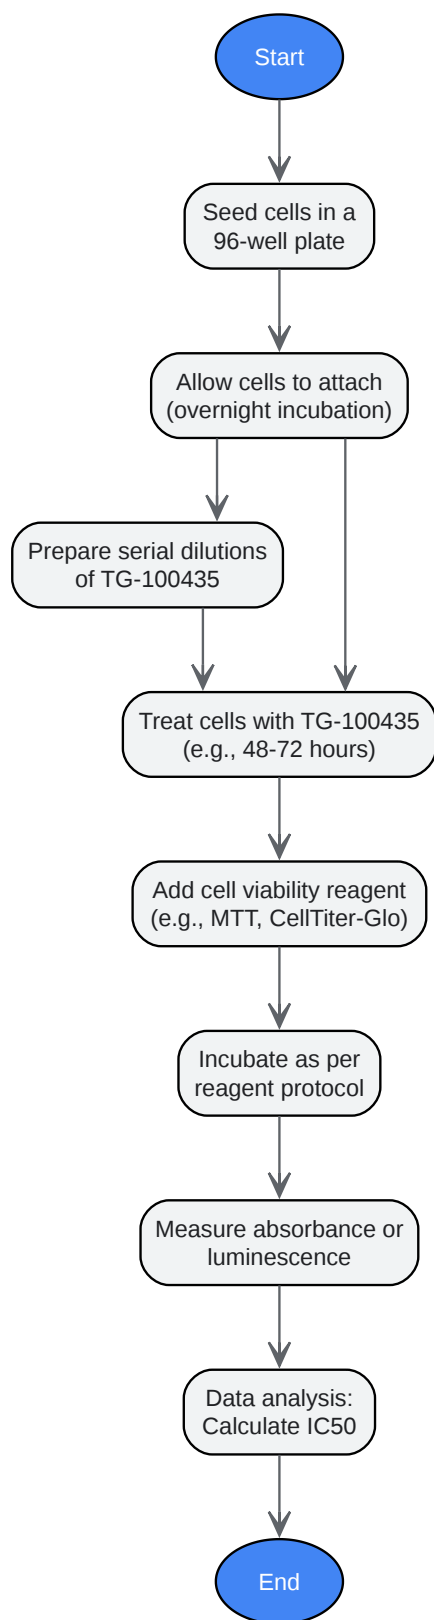 Start
Seed cells in a
96-well plate
Allow cells to attach
(overnight incubation)
Prepare serial dilutions
of TG-100435
Treat cells with TG-100435
(e.g., 48-72 hours)
Add cell viability reagent
(e.g., MTT, CellTiter-Glo)
Incubate as per
reagent protocol
Measure absorbance or
luminescence
Data analysis:
Calculate IC50
End